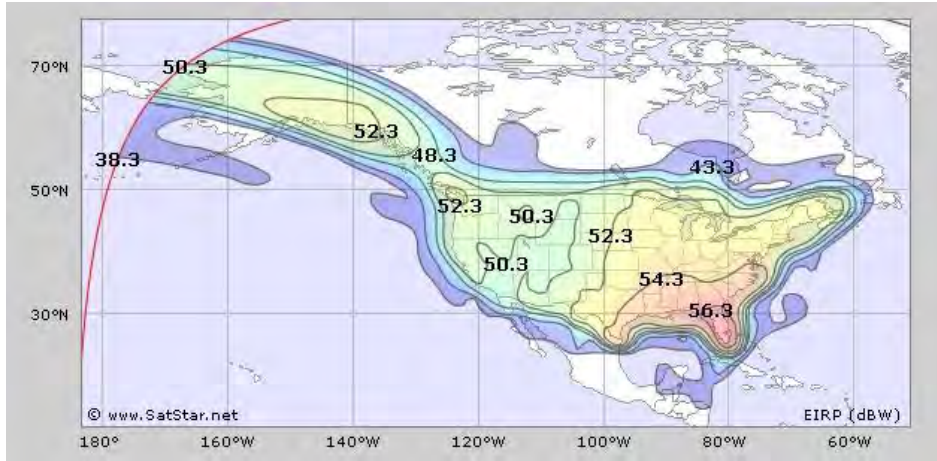 70°N
50.3
52.3
48.3
43.3
38.3
50°N
52.3
50.3
52.3
50.3
54.3
56.3
30°N
© www.SatStar.net
EIRP (dBW)
180°
160°W
140°W
120°W
100°W
80°W
60°W